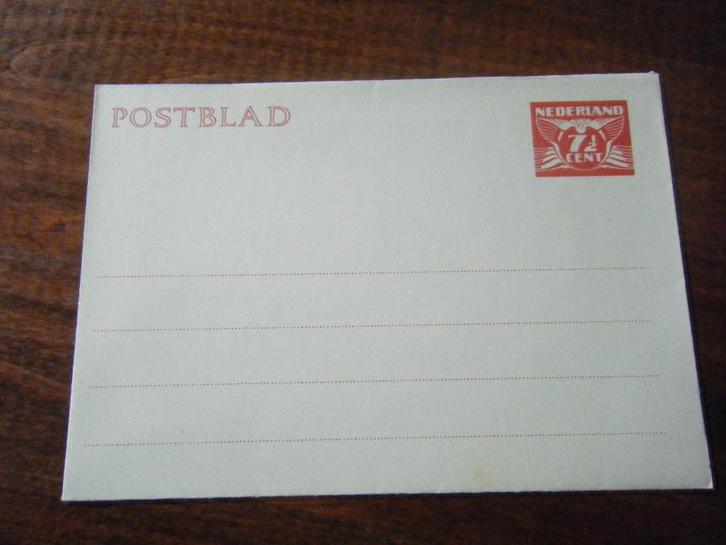 POSTBLAD
NEDERLAND
7½
CENT